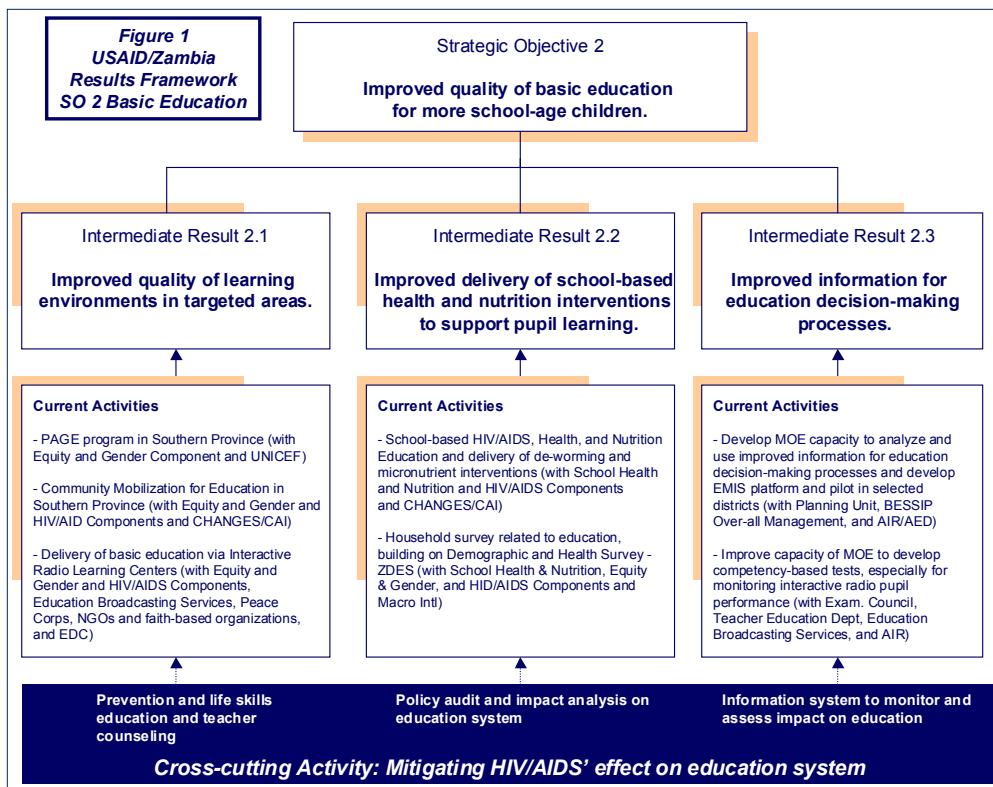 Figure 1
USAID/Zambia
Results Framework
SO 2 Basic Education
Strategic Objective 2
Improved quality of basic education
for more school-age children.
Intermediate Result 2.1
Improved quality of learning
environments in targeted areas.
Intermediate Result 2.2
Improved delivery of school-based
health and nutrition interventions
to support pupil learning.
Intermediate Result 2.3
Improved information for
education decision-making
processes.
Current Activities
- PAGE program in Southern Province (with
Equity and Gender Component and UNICEF)
- Community Mobilization for Education in
Southern Province (with Equity and Gender and
HIV/AID Components and CHANGES/CAI)
- Delivery of basic education via Interactive
Radio Learning Centers (with Equity and
Gender and HIV/AIDS Components,
Education Broadcasting Services, Peace
Corps, NGOs and faith-based organizations,
and EDC)
Current Activities
- School-based HIV/AIDS, Health, and Nutrition
Education and delivery of de-worming and
micronutrient interventions (with School Health
and Nutrition and HIV/AIDS Components
and CHANGES/CAI)
- Household survey related to education,
building on Demographic and Health Survey -
ZDES (with School Health & Nutrition, Equity
& Gender, and HID/AIDS Components and
Macro Intl)
Current Activities
- Develop MOE capacity to analyze and
use improved information for education
decision-making processes and develop
EMIS platform and pilot in selected
districts (with Planning Unit, BESSIP
Over-all Management, and AIR/AED)
- Improve capacity of MOE to develop
competency-based tests, especially for
monitoring interactive radio pupil
performance (with Exam. Council,
Teacher Education Dept, Education
Broadcasting Services, and AIR)
Prevention and life skills
education and teacher
counseling
Policy audit and impact analysis on
education system
Information system to monitor and
assess impact on education
Cross-cutting Activity: Mitigating HIV/AIDS' effect on education system